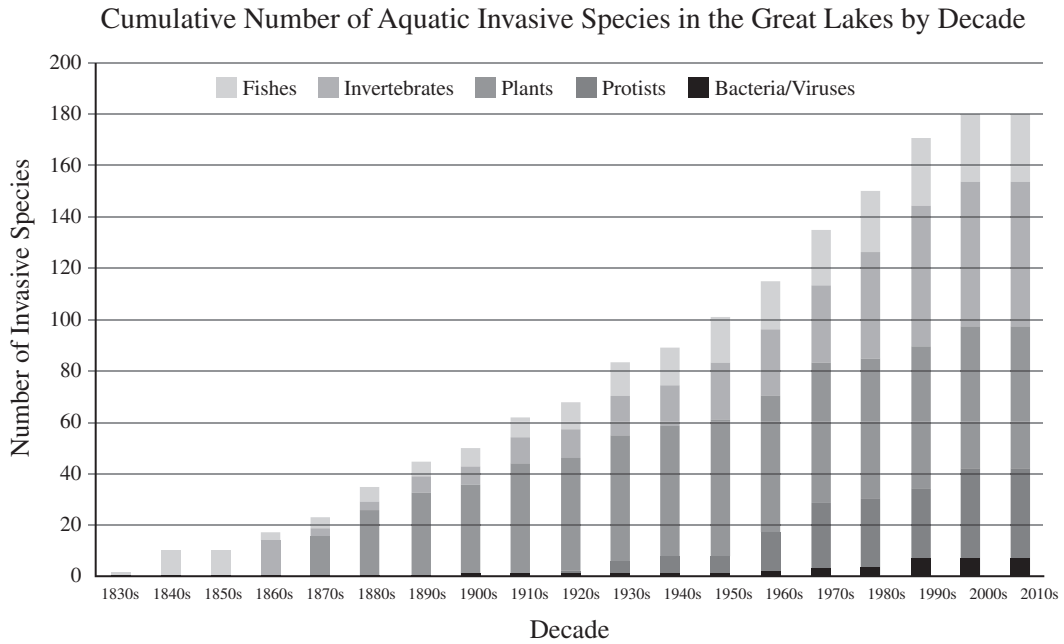 Cumulative Number of Aquatic Invasive Species in the Great Lakes by Decade
200
180
160
140
120
100
80
60
40
20
0
Number of Invasive Species
Fishes Invertebrates Plants Protists Bacteria/Viruses
1830s 1840s 1850s 1860s 1870s 1880s 1890s 1900s 1910s 1920s 1930s 1940s 1950s 1960s 1970s 1980s 1990s 2000s 2010s
Decade